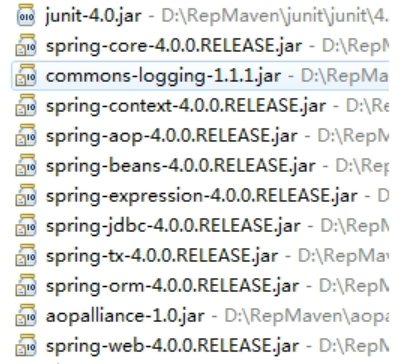 junit-4.0.jar - D:\RepMaven\junit\junit\4.
spring-core-4.0.0.RELEASE.jar - D:\RepM
commons-logging-1.1.1.jar - D:\RepMa
spring-context-4.0.0.RELEASE.jar - D:\Re
spring-aop-4.0.0.RELEASE.jar - D:\RepMa
spring-beans-4.0.0.RELEASE.jar - D:\Rep
spring-expression-4.0.0.RELEASE.jar - D
spring-jdbc-4.0.0.RELEASE.jar - D:\RepM
spring-tx-4.0.0.RELEASE.jar - D:\RepMav
spring-orm-4.0.0.RELEASE.jar - D:\RepM
aopalliance-1.0.jar - D:\RepMaven\aopa
spring-web-4.0.0.RELEASE.jar - D:\RepM